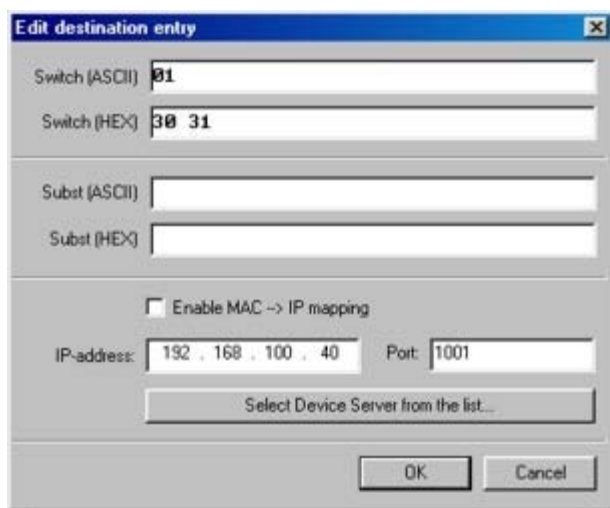 Edit destination entry
Switch (ASCII) 01
Switch (HEX) 30 31
Subst (ASCII)
Subst (HEX)
Enable MAC --> IP mapping
IP-address: 192 . 168 . 100 . 40 Port: 1001
Select Device Server from the list...
OK Cancel